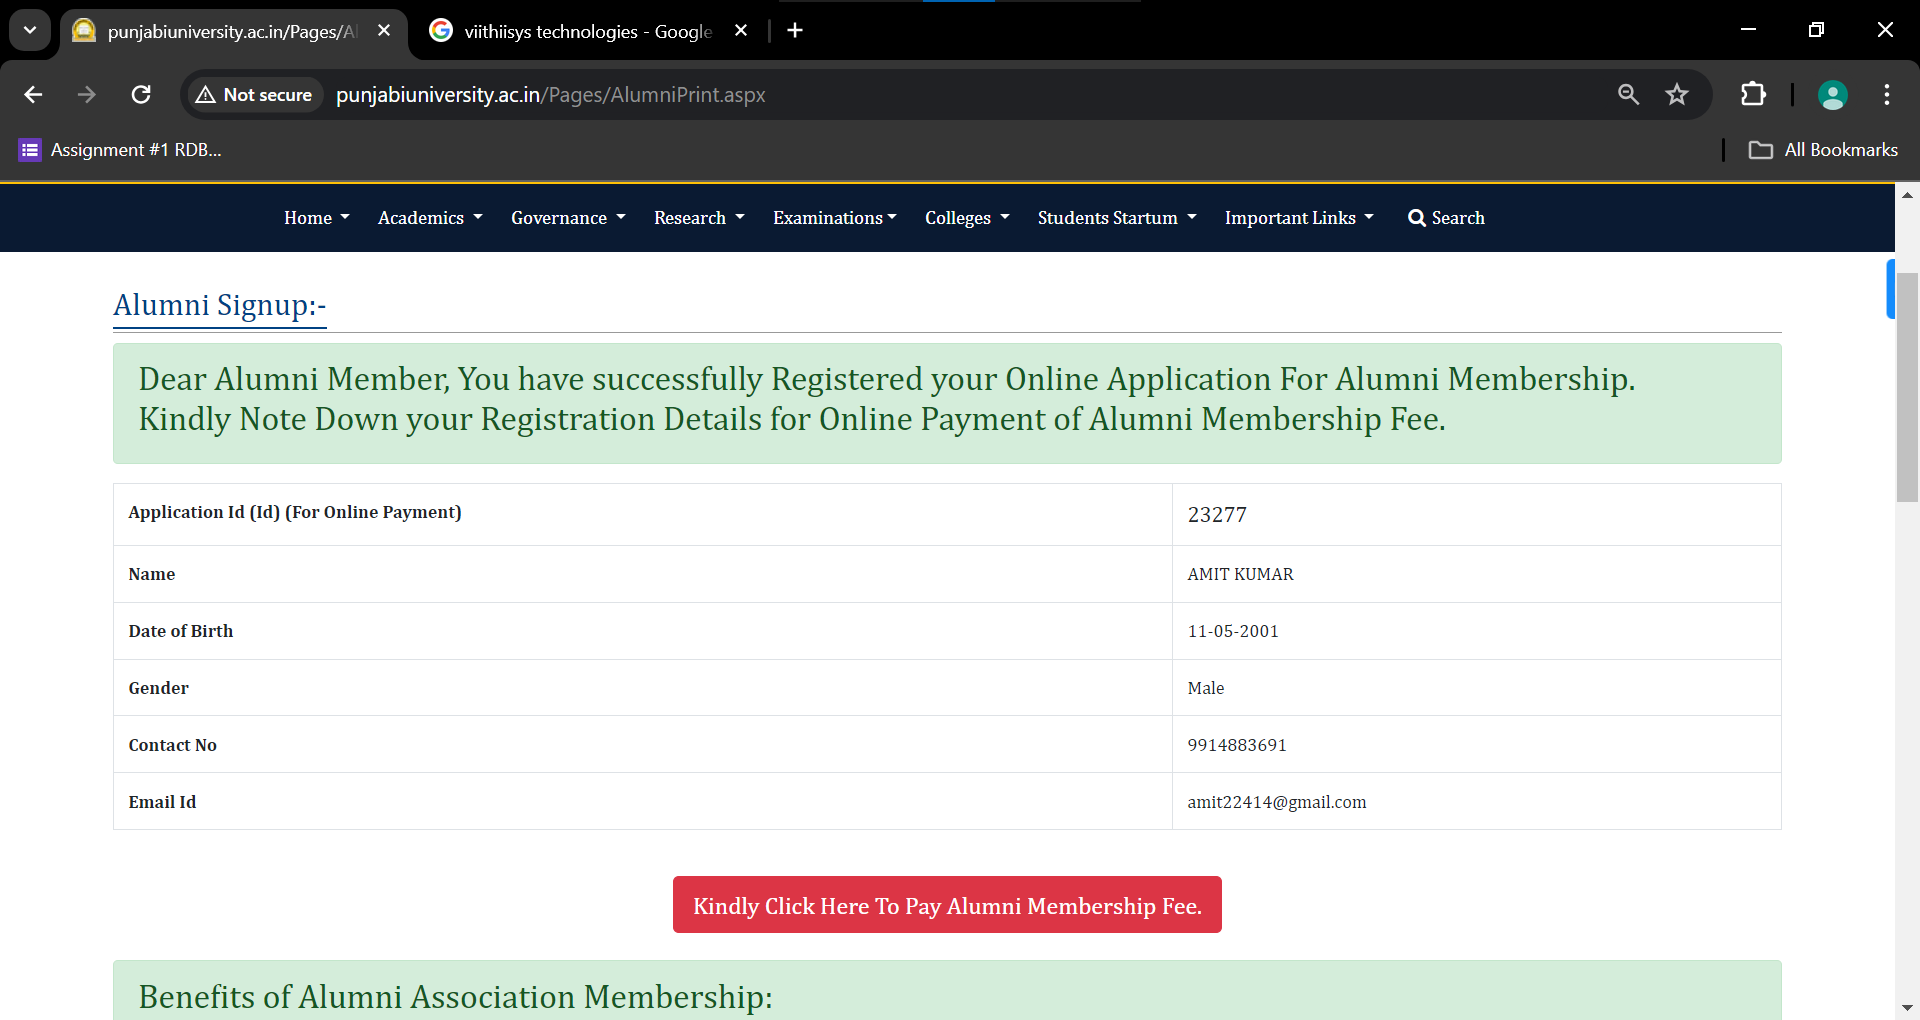 punjabiuniversity.ac.in/Pages/Al
viithiisys technologies - Google
Not secure
punjabiuniversity.ac.in/Pages/AlumniPrint.aspx
Assignment #1 RDB...
All Bookmarks
Home Academics Governance Research Examinations Colleges Students Startum Important Links Search
Alumni Signup:-
Dear Alumni Member, You have successfully Registered your Online Application For Alumni Membership.
Kindly Note Down your Registration Details for Online Payment of Alumni Membership Fee.
Application Id (Id) (For Online Payment) 23277
Name AMIT KUMAR
Date of Birth 11-05-2001
Gender Male
Contact No 9914883691
Email Id amit22414@gmail.com
Kindly Click Here To Pay Alumni Membership Fee.
Benefits of Alumni Association Membership: